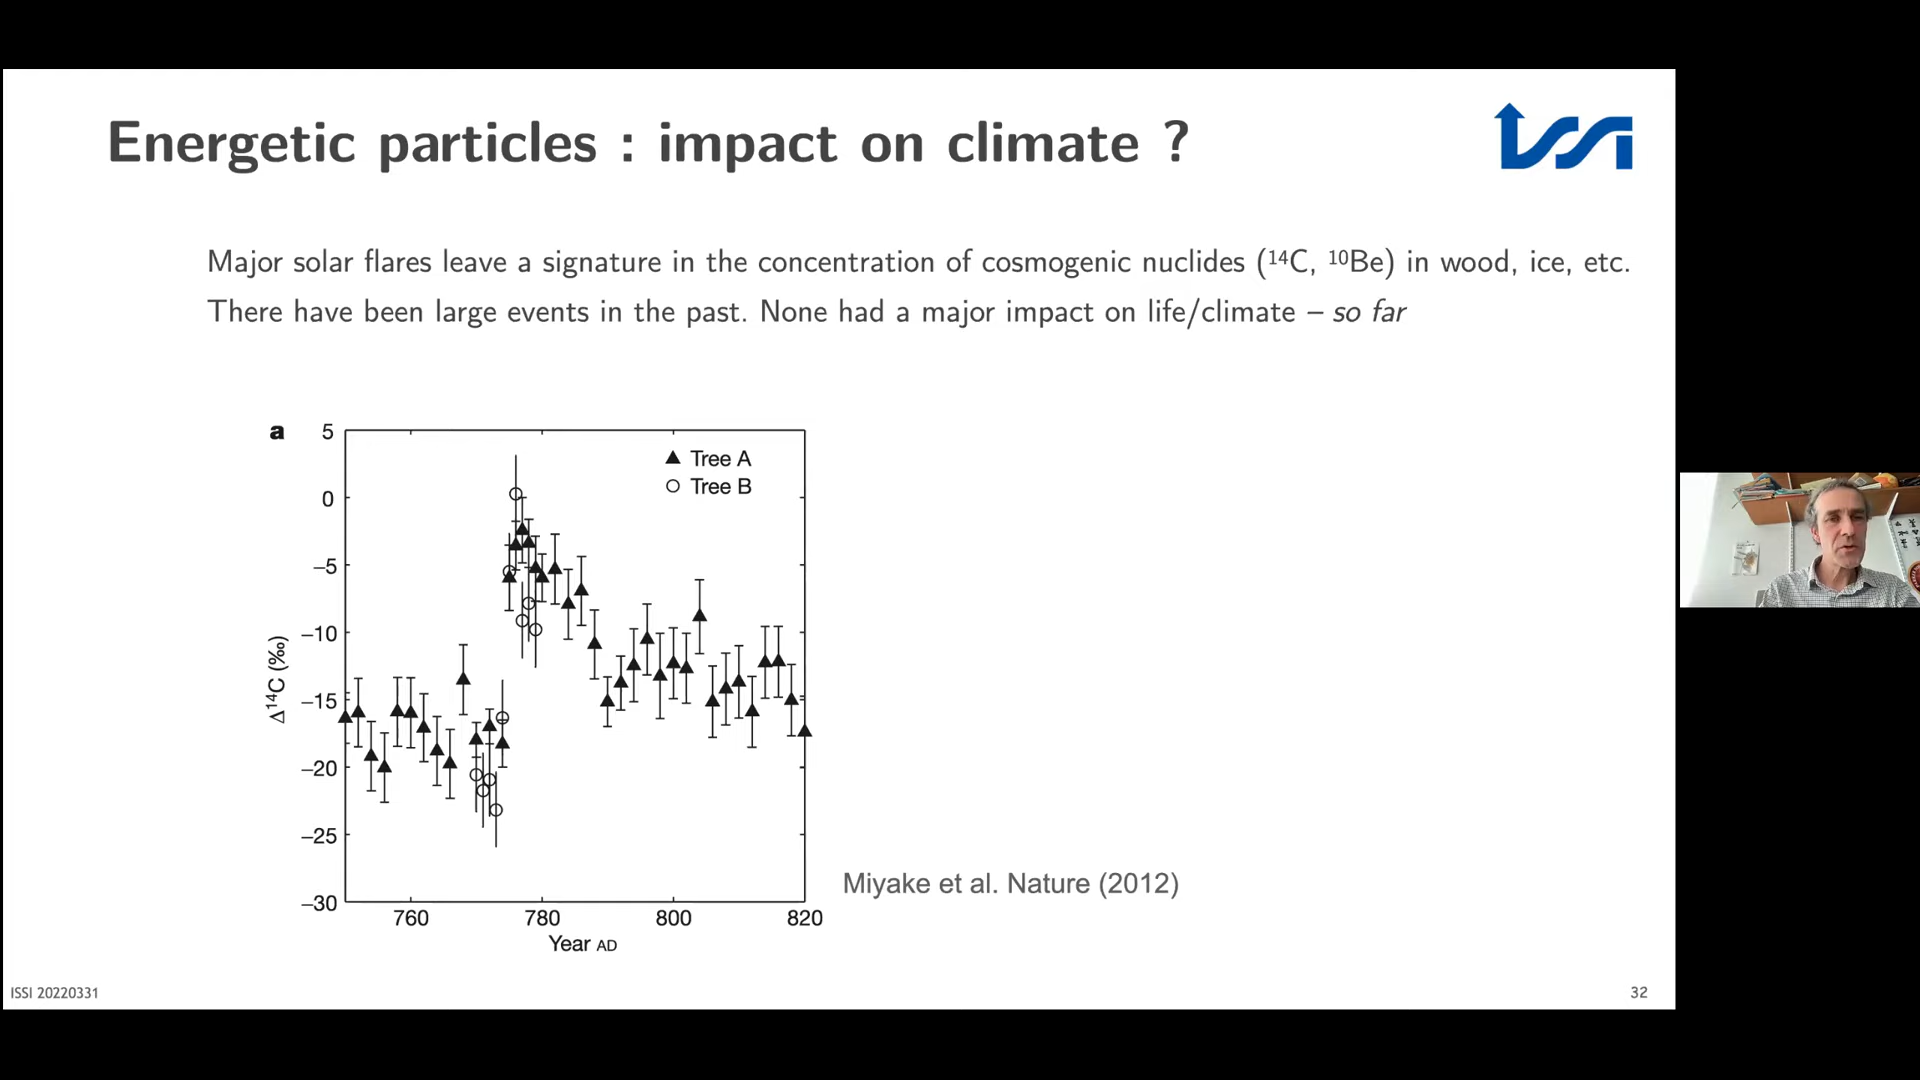 Energetic particles : impact on climate ?
ISSI
Major solar flares leave a signature in the concentration of cosmogenic nuclides (¹⁴C, ¹⁰Be) in wood, ice, etc.
There have been large events in the past. None had a major impact on life/climate – so far
a
5
0
–5
–10
–15
–20
–25
–30
Δ¹⁴C (‰)
Tree A
Tree B
760
780
800
820
Year AD
Miyake et al. Nature (2012)
ISSI 20220331
32